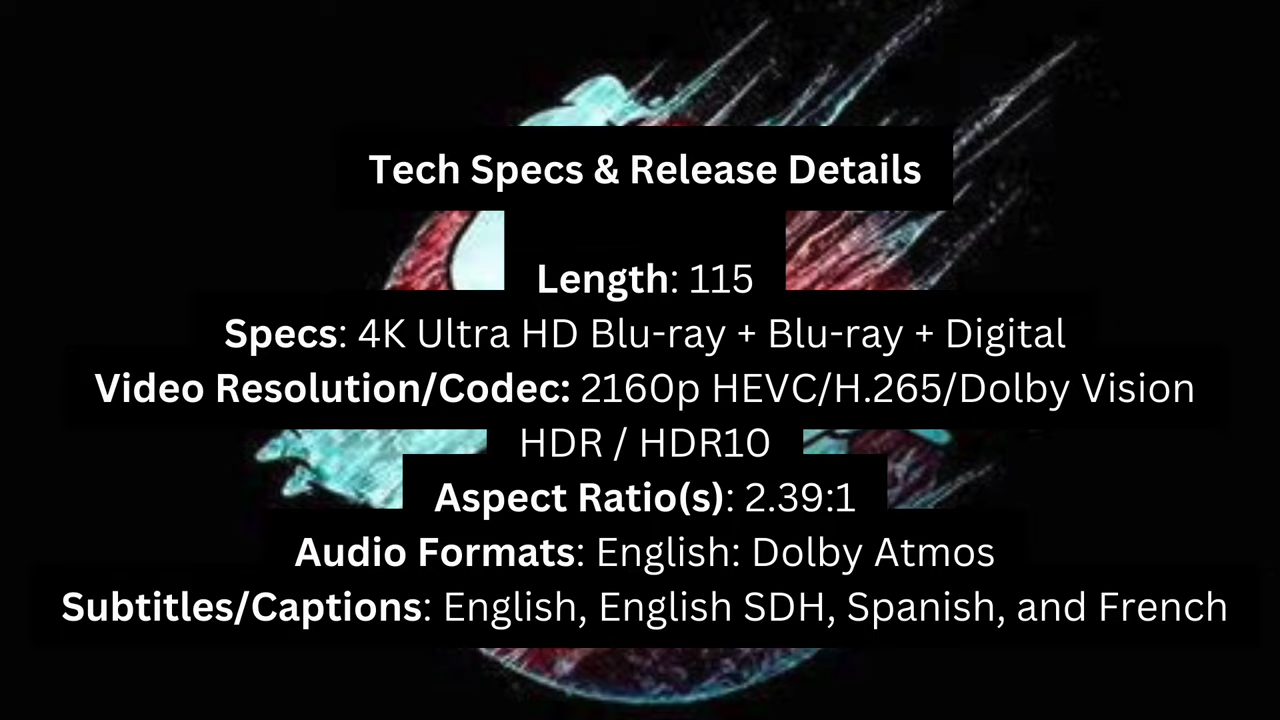 Tech Specs & Release Details
Length: 115
Specs: 4K Ultra HD Blu-ray + Blu-ray + Digital
Video Resolution/Codec: 2160p HEVC/H.265/Dolby Vision
HDR / HDR10
Aspect Ratio(s): 2.39:1
Audio Formats: English: Dolby Atmos
Subtitles/Captions: English, English SDH, Spanish, and French